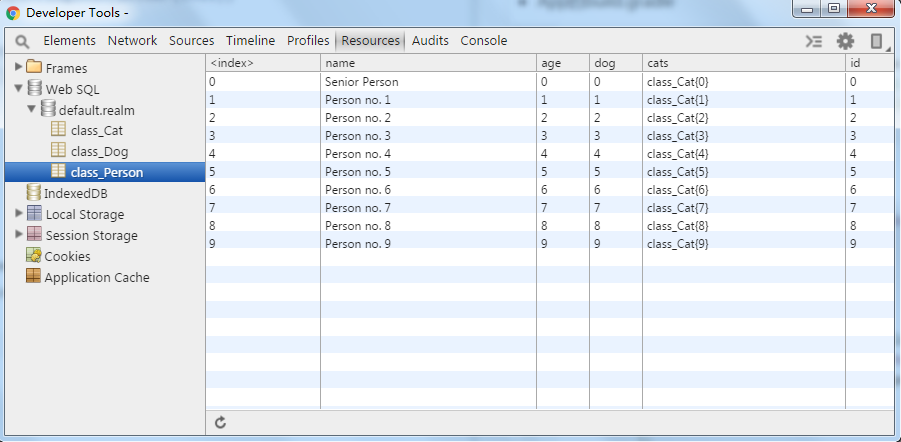 App(build.gradle
Developer Tools -
Elements Network Sources Timeline Profiles Resources Audits Console
Frames
Web SQL
default.realm
class_Cat
class_Dog
class_Person
IndexedDB
Local Storage
Session Storage
Cookies
Application Cache
<index> name age dog cats id
0 Senior Person 0 0 class_Cat{0} 0
1 Person no. 1 1 1 class_Cat{1} 1
2 Person no. 2 2 2 class_Cat{2} 2
3 Person no. 3 3 3 class_Cat{3} 3
4 Person no. 4 4 4 class_Cat{4} 4
5 Person no. 5 5 5 class_Cat{5} 5
6 Person no. 6 6 6 class_Cat{6} 6
7 Person no. 7 7 7 class_Cat{7} 7
8 Person no. 8 8 8 class_Cat{8} 8
9 Person no. 9 9 9 class_Cat{9} 9